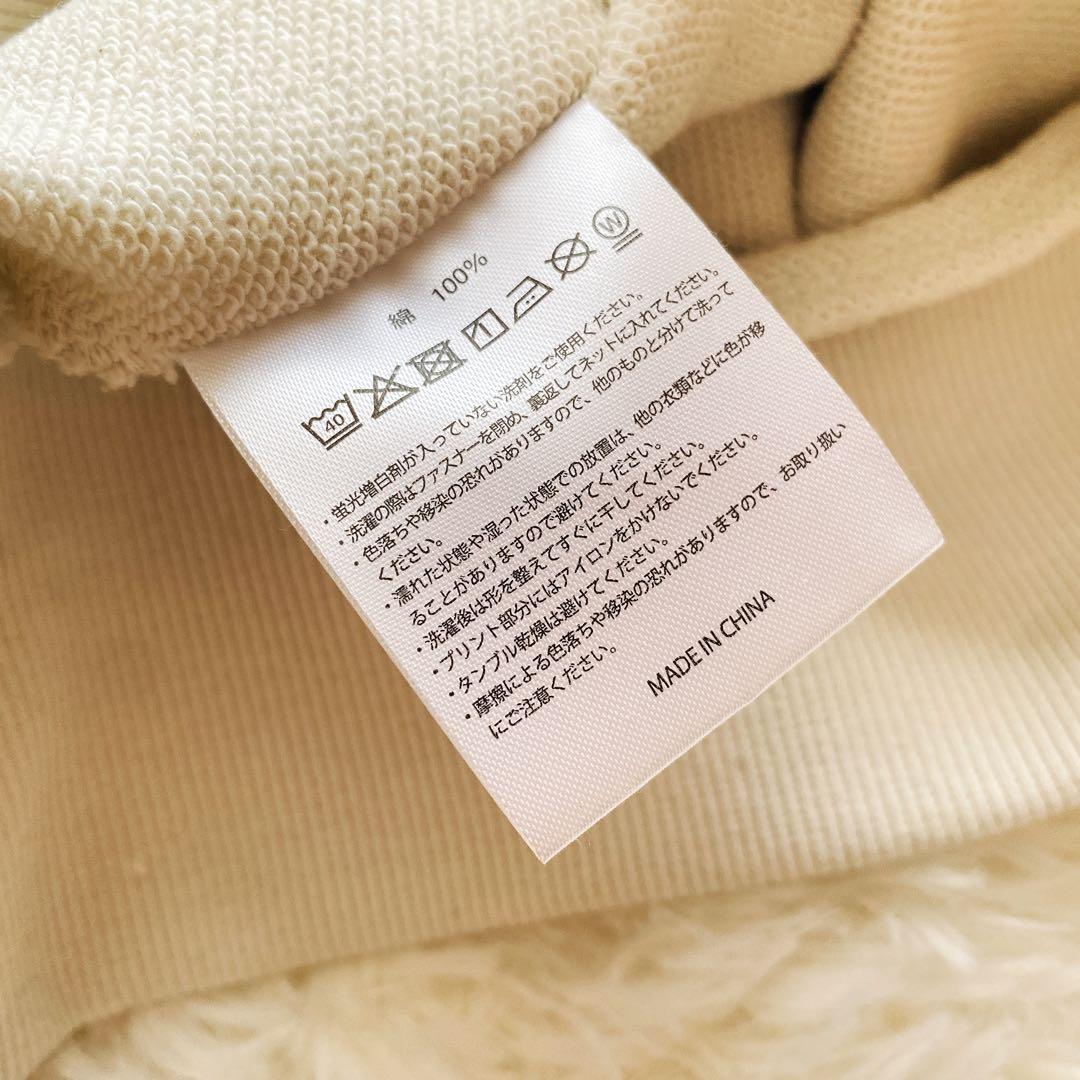 綿 100%
40
W
・蛍光増白剤が入っていない洗剤をご使用ください。
・洗濯の際はファスナーを閉め、裏返してネットに入れてください。
・色落ちや移染の恐れがありますので、他のものと分けて洗って
ください。
・濡れた状態や湿った状態での放置は、他の衣類などに色が移
ることがありますので避けてください。
・洗濯後は形を整えてすぐに干してください。
・プリント部分にはアイロンをかけないでください。
・タンブル乾燥は避けてください。
・摩擦による色落ちや移染の恐れがありますので、お取り扱い
にご注意ください。
MADE IN CHINA